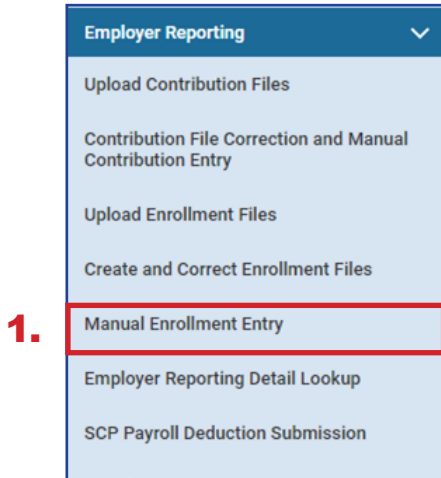 Employer Reporting
Upload Contribution Files
Contribution File Correction and Manual
Contribution Entry
Upload Enrollment Files
Create and Correct Enrollment Files
1. Manual Enrollment Entry
Employer Reporting Detail Lookup
SCP Payroll Deduction Submission